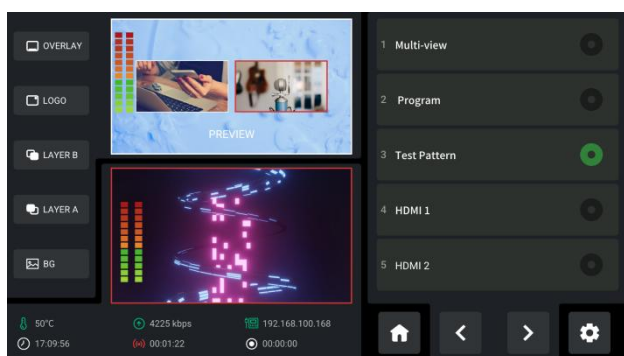 OVERLAY
LOGO
LAYER B
LAYER A
BG
PREVIEW
50°C
4225 kbps
192.168.100.168
17:09:56
00:01:22
00:00:00
1 Multi-view
2 Program
3 Test Pattern
4 HDMI 1
5 HDMI 2